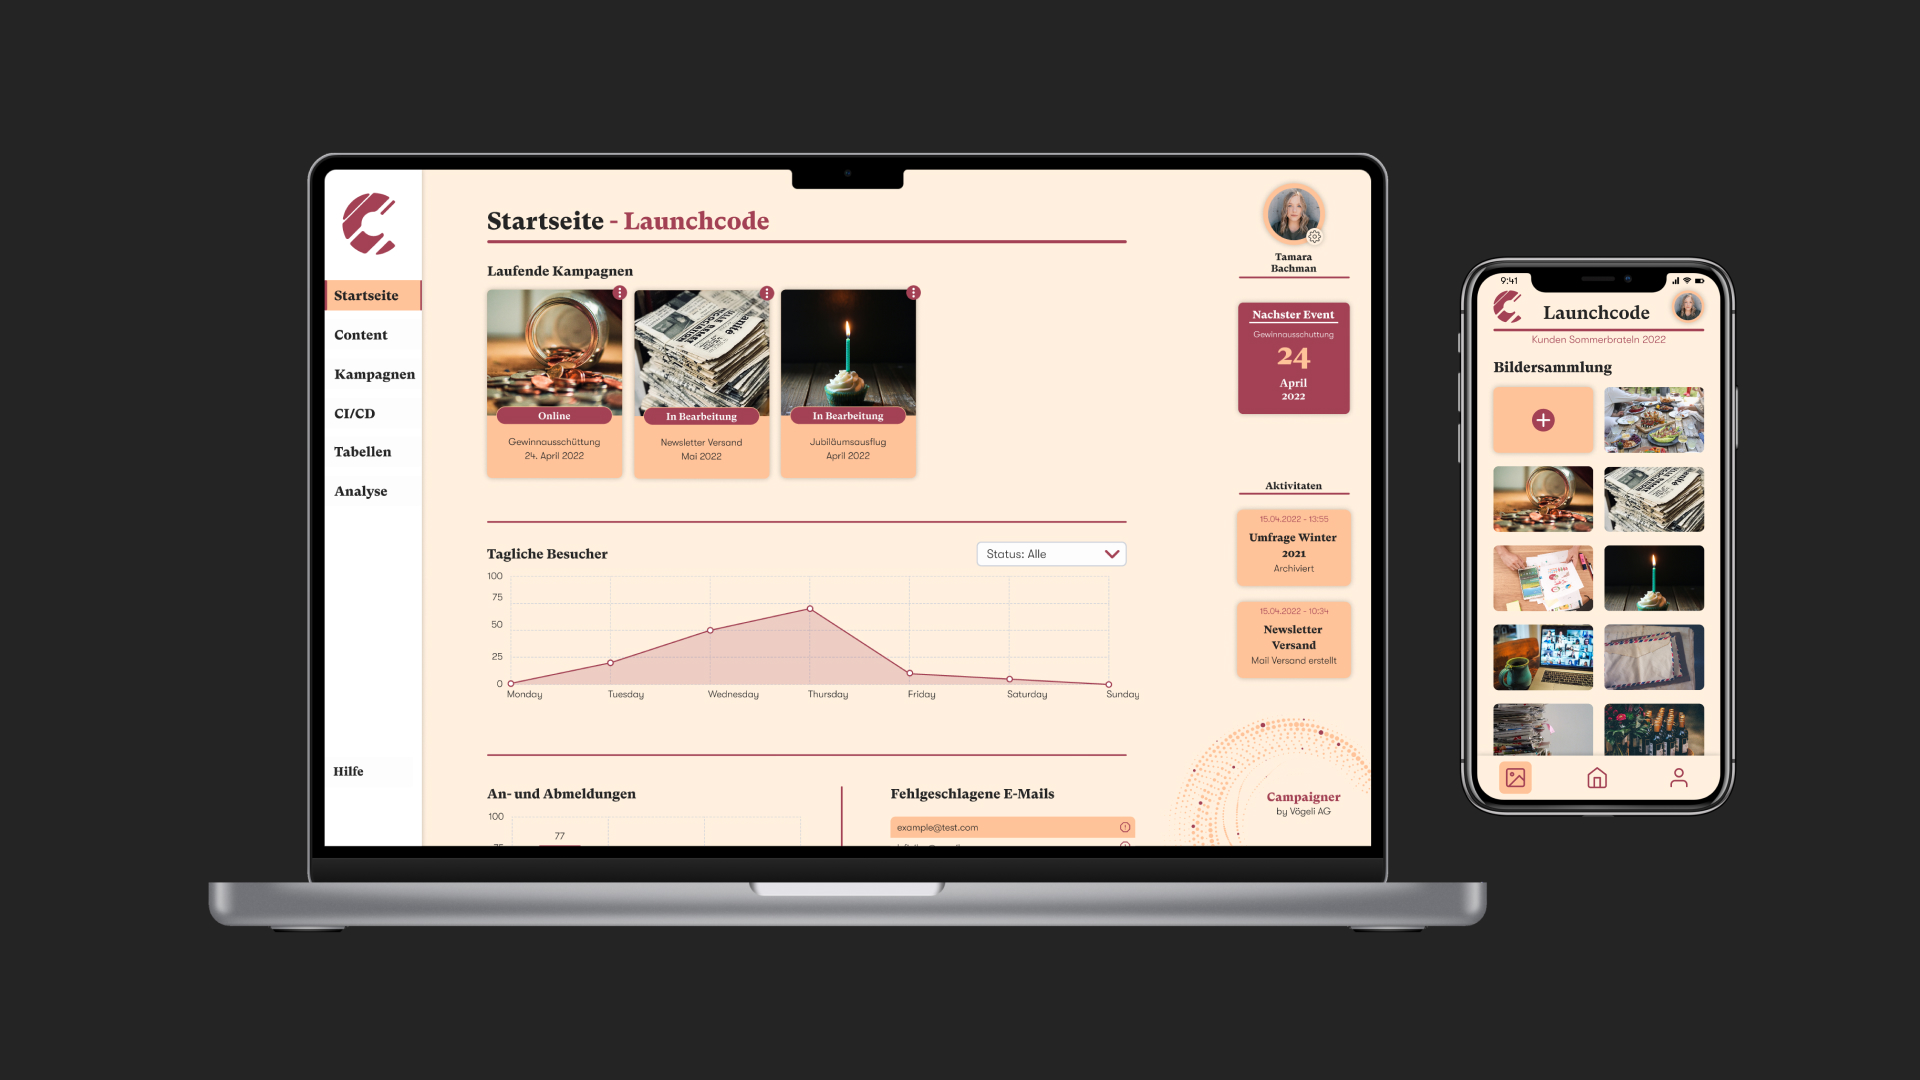 Startseite - Launchcode
Startseite
Content
Kampagnen
CI/CD
Tabellen
Analyse
Hilfe
Laufende Kampagnen
Online
Gewinnausschüttung
24. April 2022
In Bearbeitung
Newsletter Versand
Mai 2022
In Bearbeitung
Jubiläumsausflug
April 2022
Tagliche Besucher
Status: Alle
100
75
50
25
0
Monday
Tuesday
Wednesday
Thursday
Friday
Saturday
Sunday
An- und Abmeldungen
100
77
75
Fehlgeschlagene E-Mails
example@test.com
Tamara
Bachman
Nachster Event
Gewinnausschuttung
24
April
2022
Aktivitaten
15.04.2022 - 13:55
Umfrage Winter
2021
Archiviert
15.04.2022 - 10:34
Newsletter
Versand
Mail Versand erstellt
Campaigner
by Vögeli AG
9:41
Launchcode
Kunden Sommerbrateln 2022
Bildersammlung